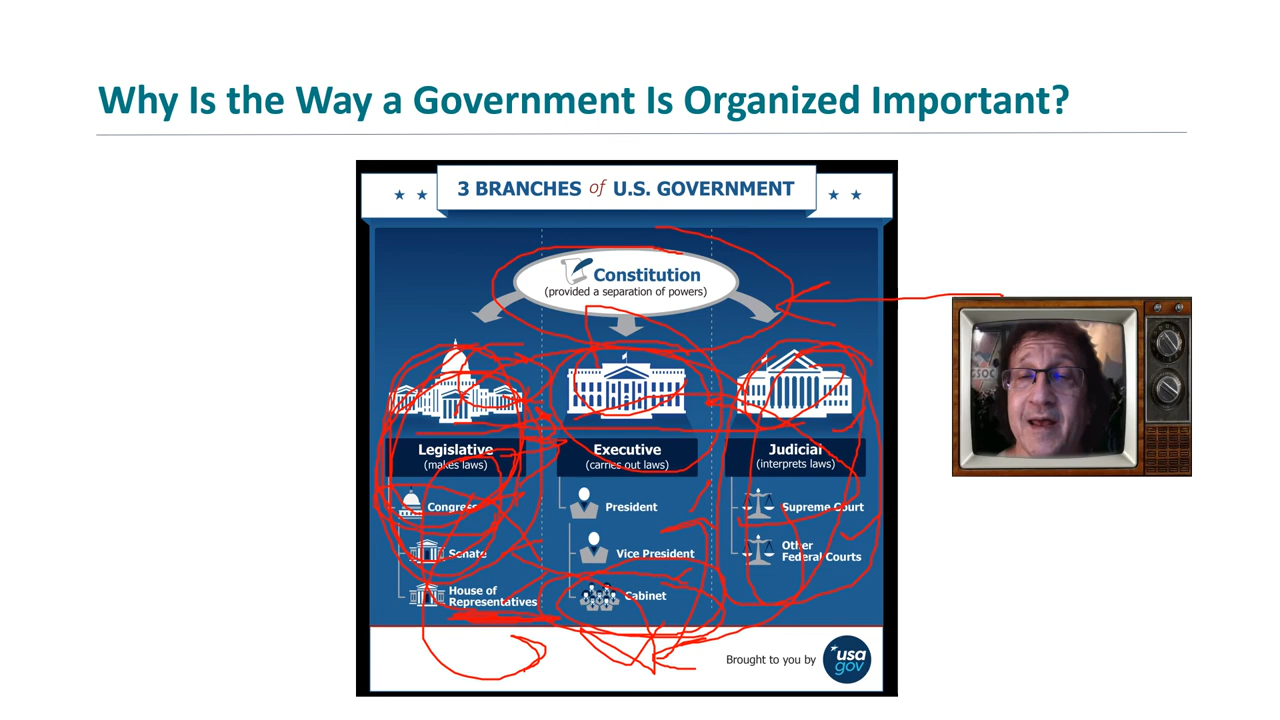 Why Is the Way a Government Is Organized Important?
3 BRANCHES of U.S. GOVERNMENT
Constitution
(provided a separation of powers)
Legislative
(makes laws)
Congress
Senate
House of
Representatives
Executive
(carries out laws)
President
Vice President
Cabinet
Judicial
(interprets laws)
Supreme Court
Other
Federal Courts
Brought to you by
usa
gov